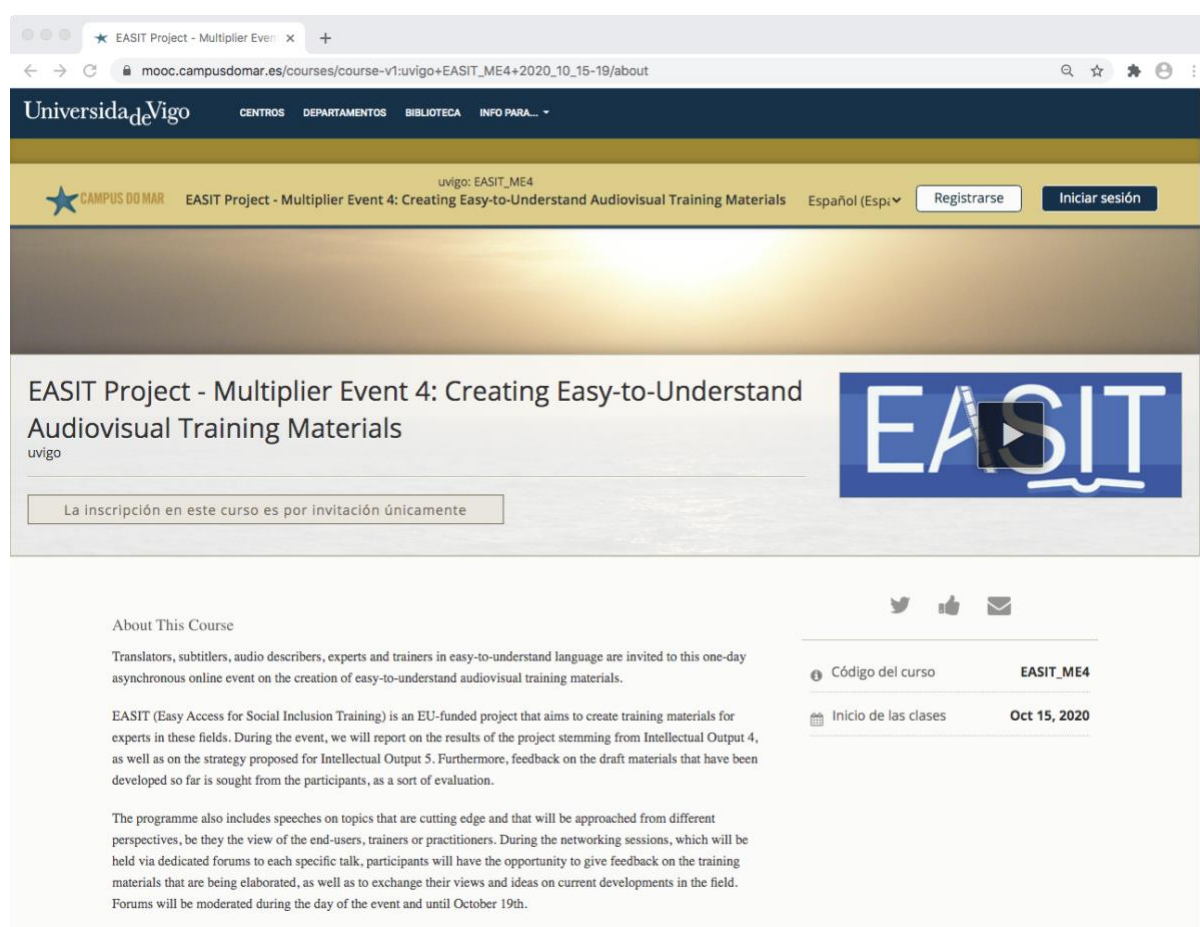 EASIT Project - Multiplier Even
mooc.campusdomar.es/courses/course-v1:uvigo+EASIT_ME4+2020_10_15-19/about
UniversidadeVigo
CENTROS DEPARTAMENTOS BIBLIOTECA INFO PARA...
CAMPUS DO MAR
uvigo: EASIT_ME4
EASIT Project - Multiplier Event 4: Creating Easy-to-Understand Audiovisual Training Materials
Español (Espa
Registrarse
Iniciar sesión
EASIT Project - Multiplier Event 4: Creating Easy-to-Understand
Audiovisual Training Materials
uvigo
La inscripción en este curso es por invitación únicamente
EASIT
About This Course
Translators, subtitlers, audio describers, experts and trainers in easy-to-understand language are invited to this one-day
asynchronous online event on the creation of easy-to-understand audiovisual training materials.
EASIT (Easy Access for Social Inclusion Training) is an EU-funded project that aims to create training materials for
experts in these fields. During the event, we will report on the results of the project stemming from Intellectual Output 4,
as well as on the strategy proposed for Intellectual Output 5. Furthermore, feedback on the draft materials that have been
developed so far is sought from the participants, as a sort of evaluation.
The programme also includes speeches on topics that are cutting edge and that will be approached from different
perspectives, be they the view of the end-users, trainers or practitioners. During the networking sessions, which will be
held via dedicated forums to each specific talk, participants will have the opportunity to give feedback on the training
materials that are being elaborated, as well as to exchange their views and ideas on current developments in the field.
Forums will be moderated during the day of the event and until October 19th.
Código del curso EASIT_ME4
Inicio de las clases Oct 15, 2020